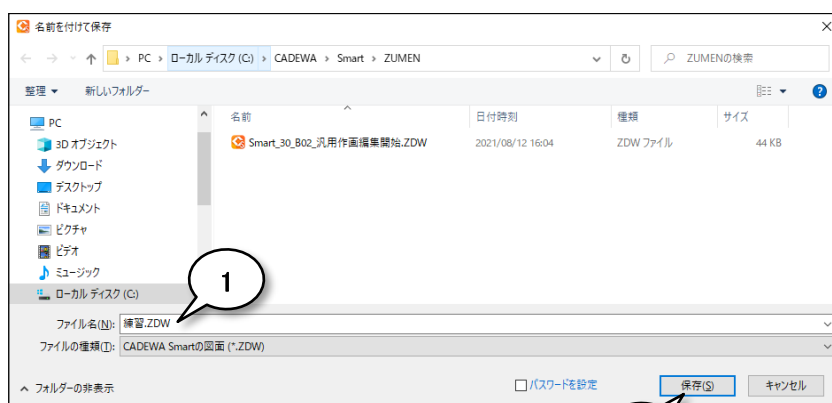 名前を付けて保存
PC > ローカル ディスク (C:) > CADEWA > Smart > ZUMEN
ZUMENの検索
整理 新しいフォルダー
PC
3D オブジェクト
ダウンロード
デスクトップ
ドキュメント
ピクチャ
ビデオ
ミュージック
ローカル ディスク (C:)
名前 日付時刻 種類 サイズ
Smart_30_B02_汎用作画編集開始.ZDW 2021/08/12 16:04 ZDW ファイル 44 KB
1
ファイル名(N): 練習.ZDW
ファイルの種類(T): CADEWA Smartの図面 (*.ZDW)
フォルダーの非表示
パスワードを設定
保存(S)
キャンセル